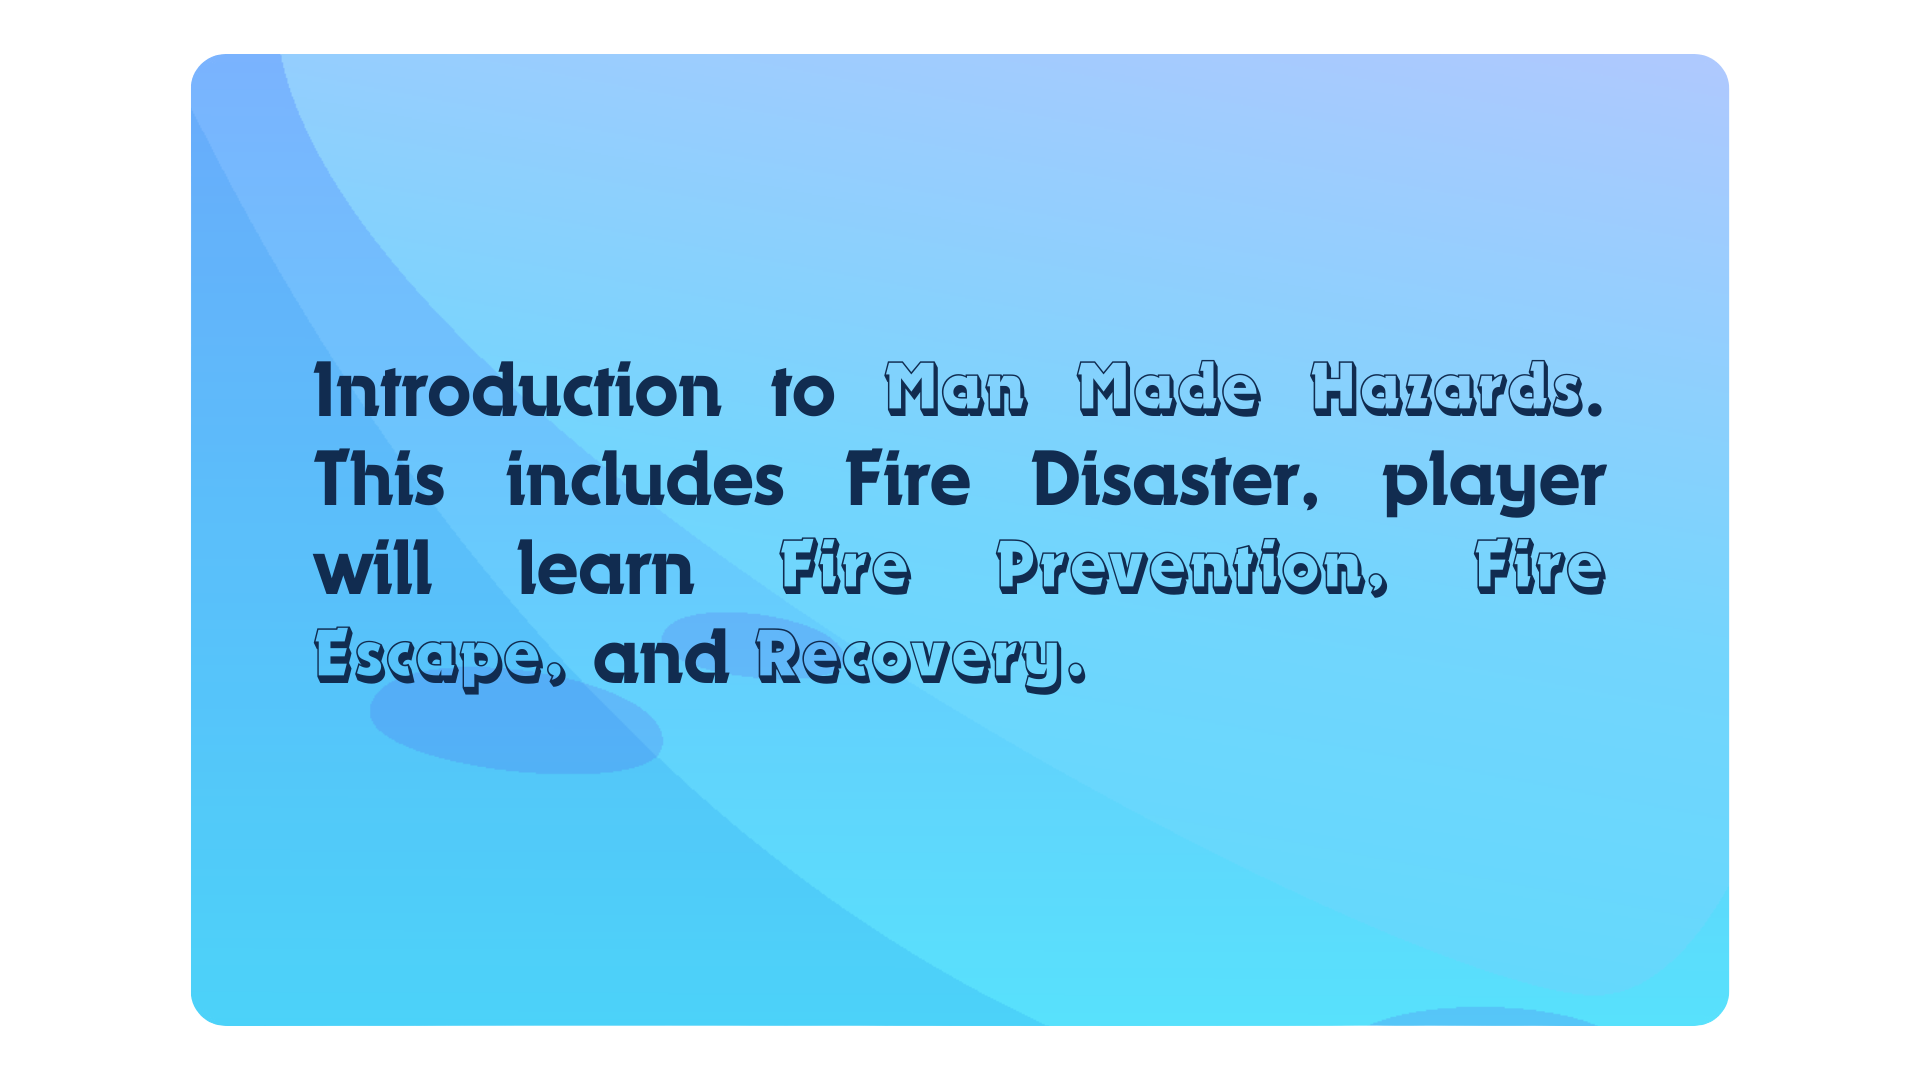 Introduction to Man Made Hazards.
This includes Fire Disaster, player
will learn Fire Prevention, Fire
Escape, and Recovery.